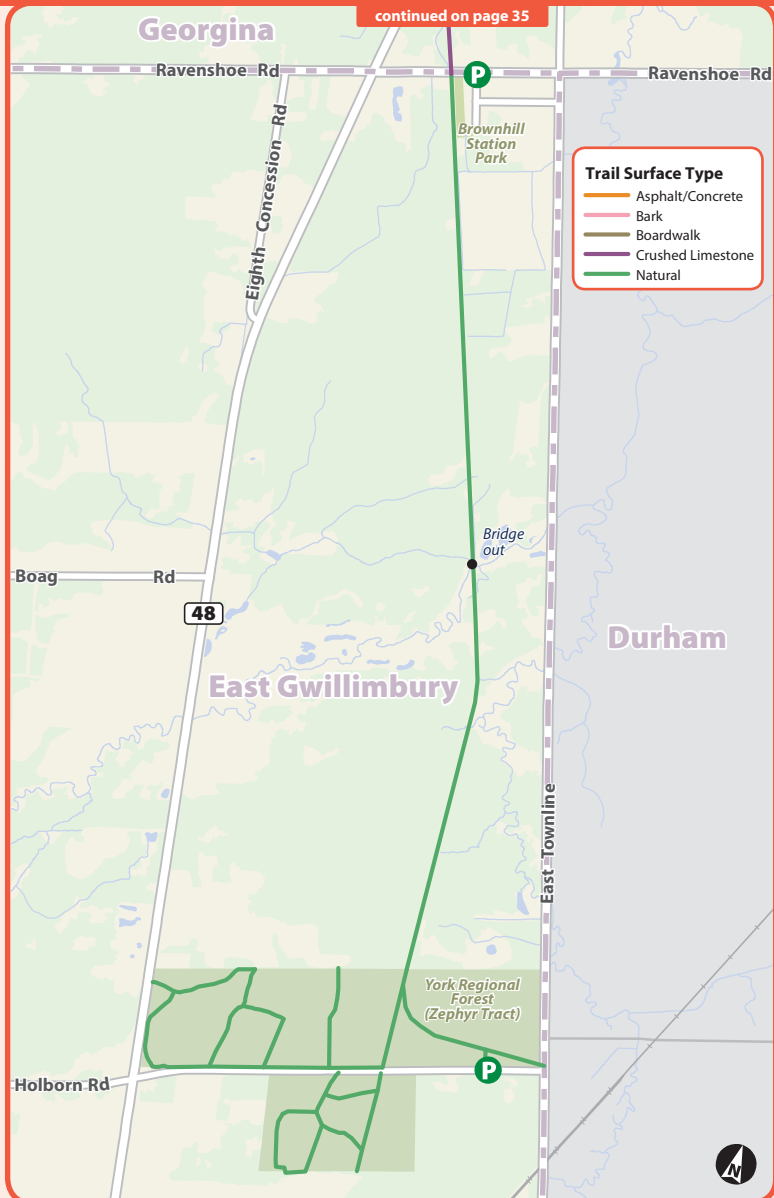 continued on page 35
Georgina
Ravenshoe Rd
P
Ravenshoe Rd
Eighth Concession Rd
Brownhill
Station
Park
Trail Surface Type
Asphalt/Concrete
Bark
Boardwalk
Crushed Limestone
Natural
Bridge
out
Boag Rd
48
Durham
East Gwillimbury
East Townline
York Regional
Forest
(Zephyr Tract)
P
Holborn Rd
N